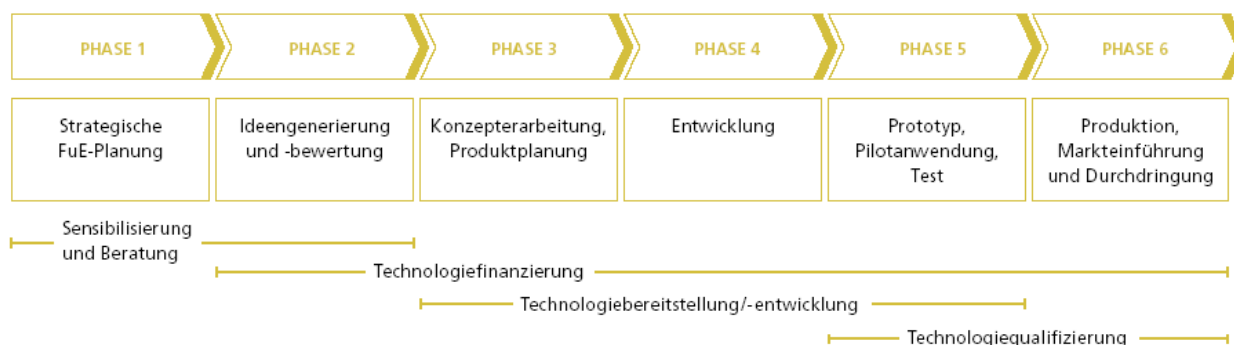 PHASE 1
PHASE 2
PHASE 3
PHASE 4
PHASE 5
PHASE 6
Strategische
FuE-Planung
Ideengenerierung
und -bewertung
Konzepterarbeitung,
Produktplanung
Entwicklung
Prototyp,
Pilotanwendung,
Test
Produktion,
Markteinführung
und Durchdringung
Sensibilisierung
und Beratung
Technologiefinanzierung
Technologiebereitstellung/-entwicklung
Technologiequalifizierung